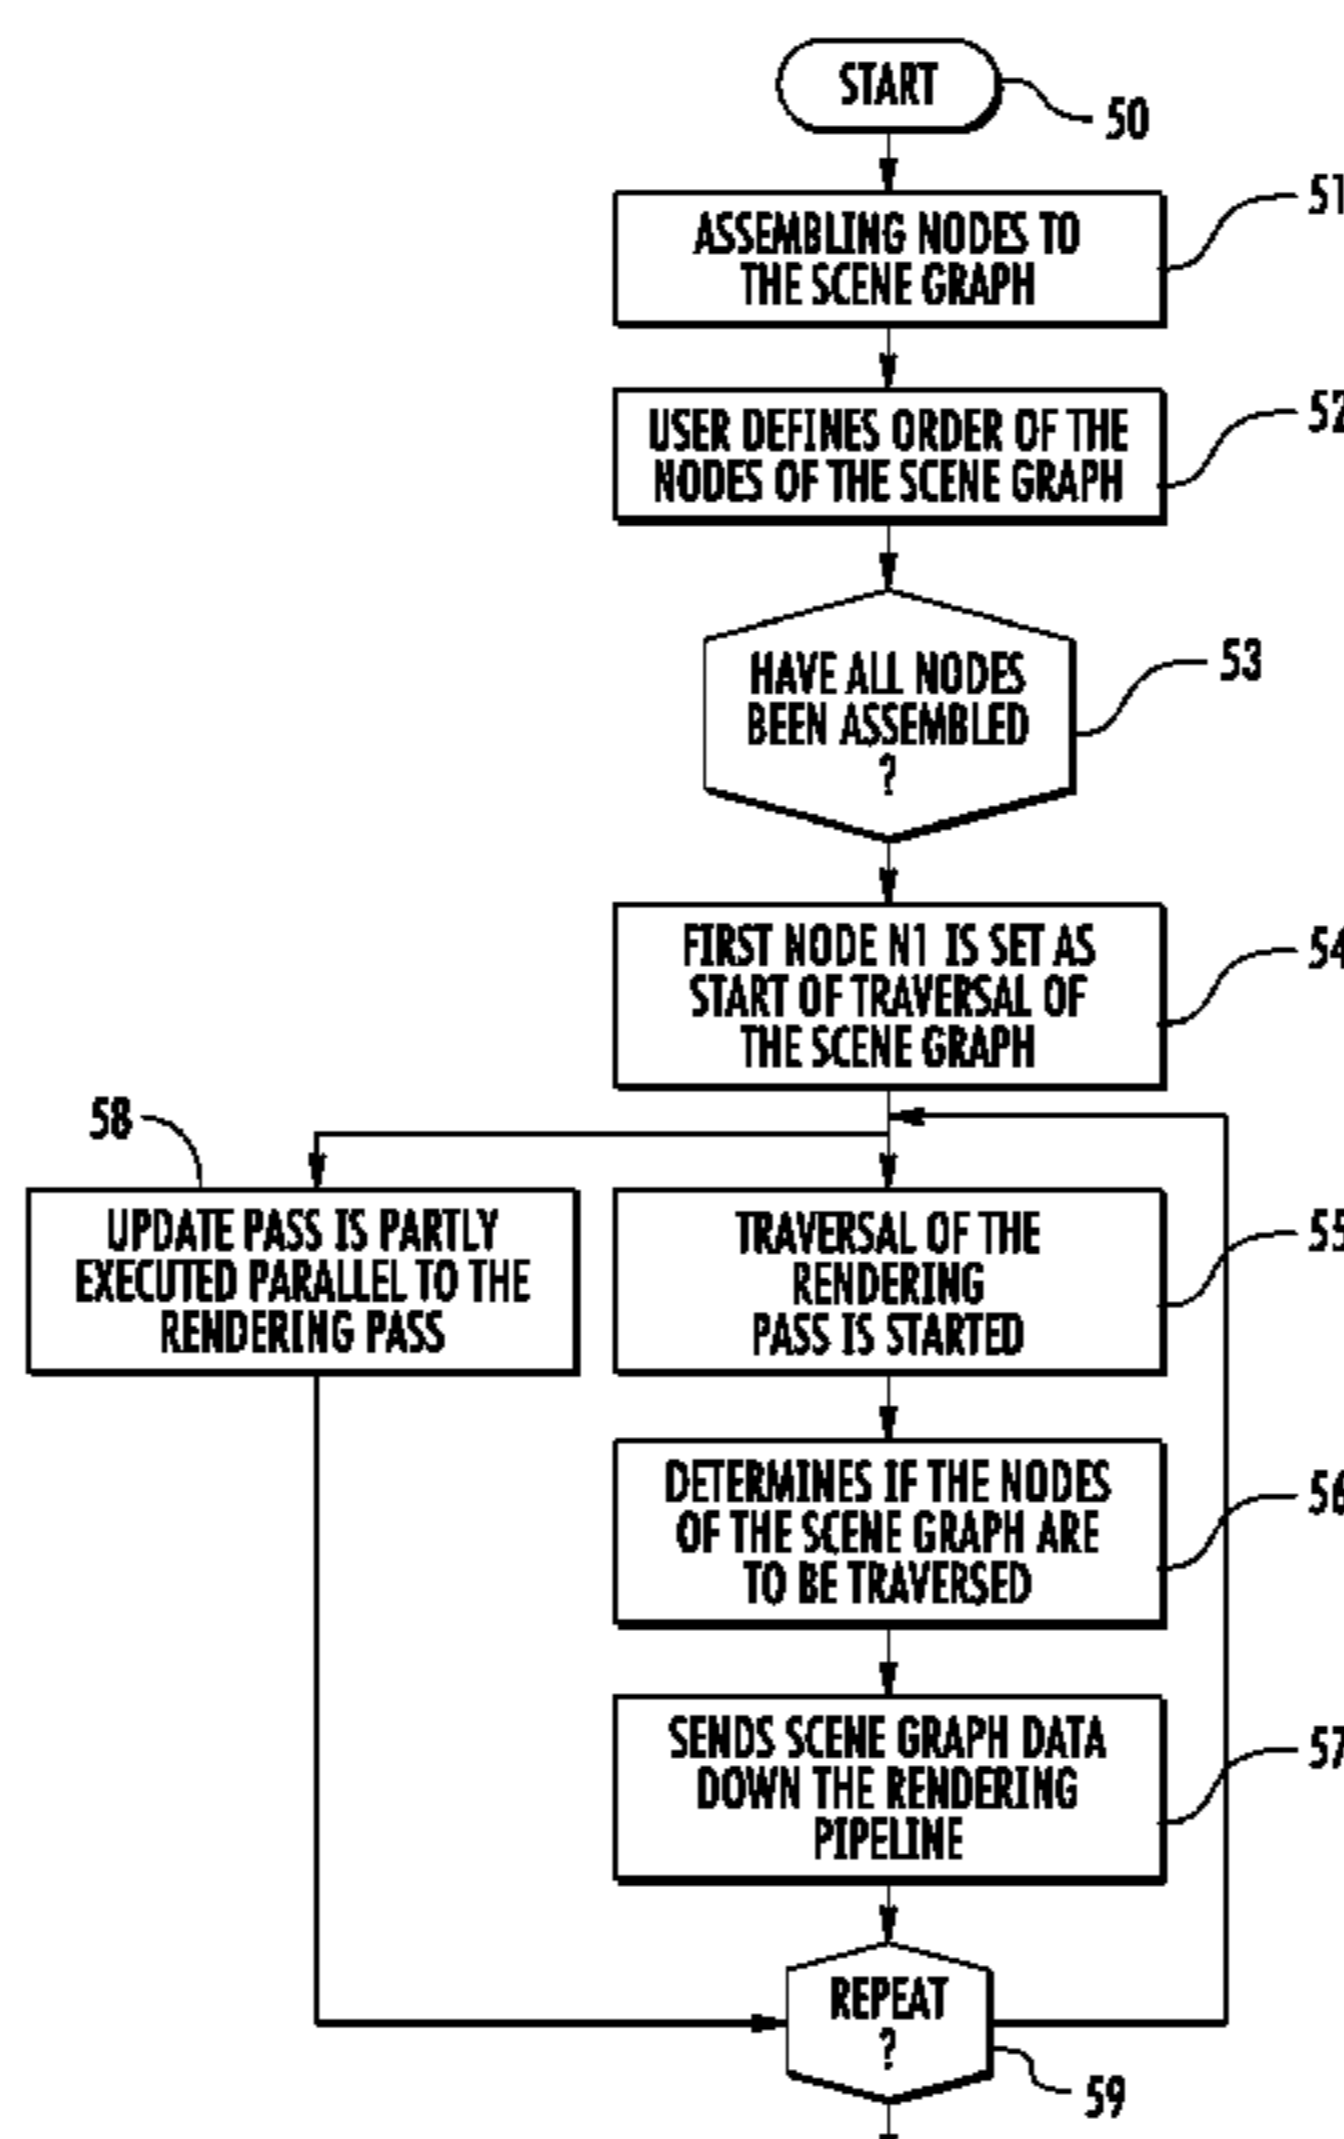 START
50
ASSEMBLING NODES TO
THE SCENE GRAPH
51
USER DEFINES ORDER OF THE
NODES OF THE SCENE GRAPH
52
HAVE ALL NODES
BEEN ASSEMBLED
?
53
FIRST NODE N1 IS SET AS
START OF TRAVERSAL OF
THE SCENE GRAPH
54
58
UPDATE PASS IS PARTLY
EXECUTED PARALLEL TO THE
RENDERING PASS
TRAVERSAL OF THE
RENDERING
PASS IS STARTED
55
DETERMINES IF THE NODES
OF THE SCENE GRAPH ARE
TO BE TRAVERSED
56
SENDS SCENE GRAPH DATA
DOWN THE RENDERING
PIPELINE
57
REPEAT
?
59